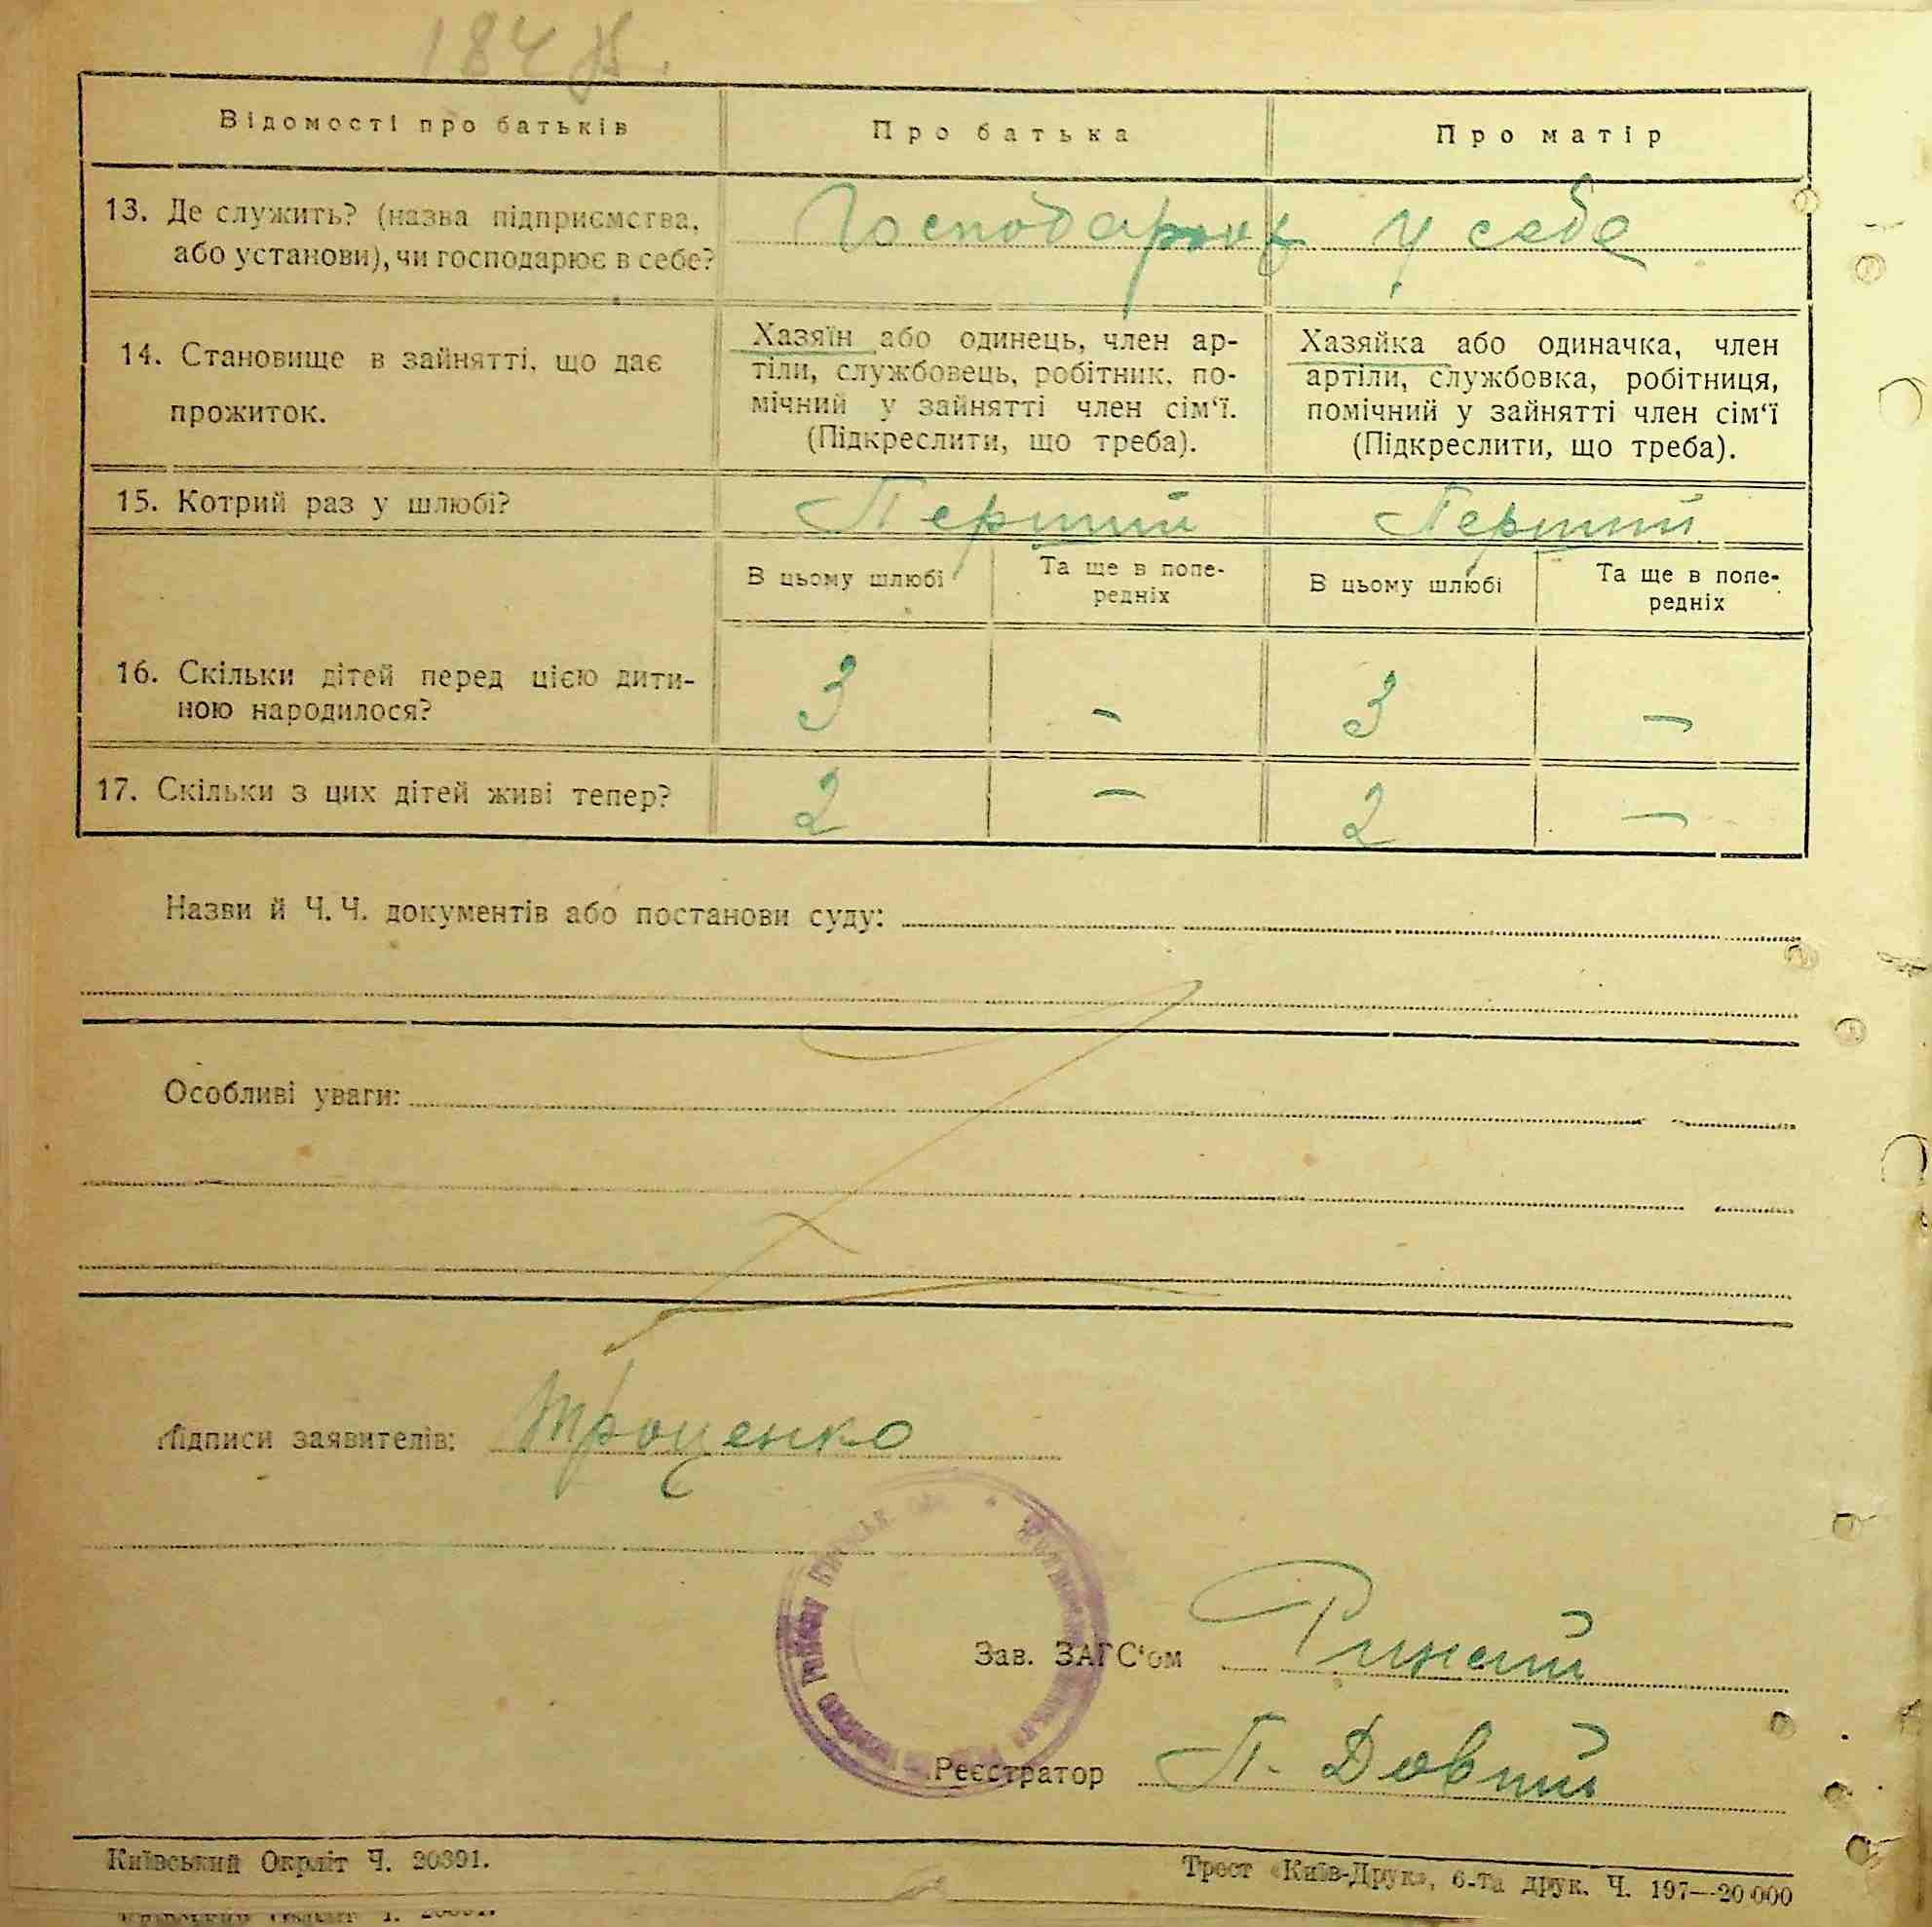 184
Відомості про батьків Про батька Про матір
13. Де служить? (назва підприємства, або установи), чи господарює в себе? Господарює у себе
14. Становище в зайнятті, що дає прожиток.
Хазяїн або одинець, член ар-
тіли, службовець, робітник, по-
мічний у зайнятті член сім‘ї.
(Підкреслити, що треба).
Хазяйка або одиначка, член
артіли, службовка, робітниця,
помічний у зайнятті член сім‘ї
(Підкреслити, що треба).
15. Котрий раз у шлюбі? Перший Перший
В цьому шлюбі Та ще в попе-
редніх В цьому шлюбі Та ще в попе-
редніх
16. Скільки дітей перед цією дити-
ною народилося? 3 - 3 -
17. Скільки з цих дітей живі тепер? 2 - 2 -
Назви й Ч. Ч. документів або постанови суду:
Особливі уваги:
Підписи заявителів: Троценко
Зав. ЗАГС‘ом
Реєстратор П. Довгий
Київський Окрліт Ч. 20391.
Трест «Київ-Друк», 6-та друк. Ч. 197—20 000